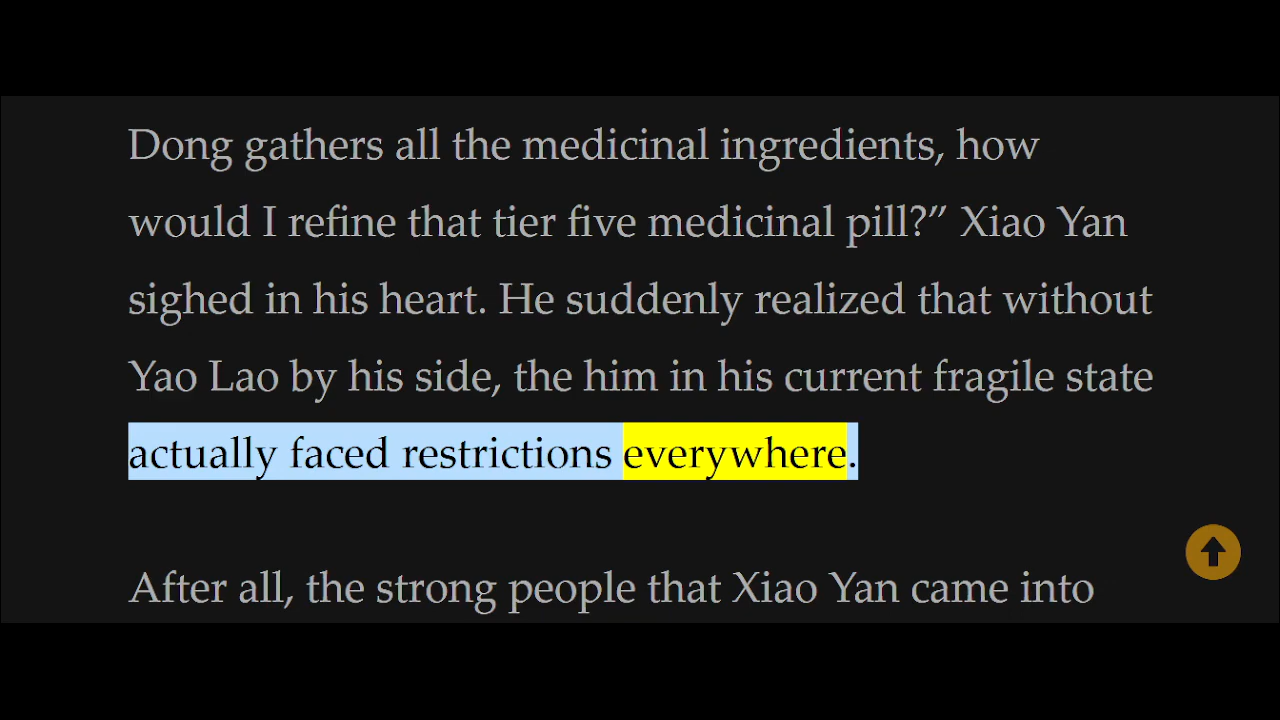 Dong gathers all the medicinal ingredients, how
would I refine that tier five medicinal pill?” Xiao Yan
sighed in his heart. He suddenly realized that without
Yao Lao by his side, the him in his current fragile state
actually faced restrictions everywhere.
After all, the strong people that Xiao Yan came into